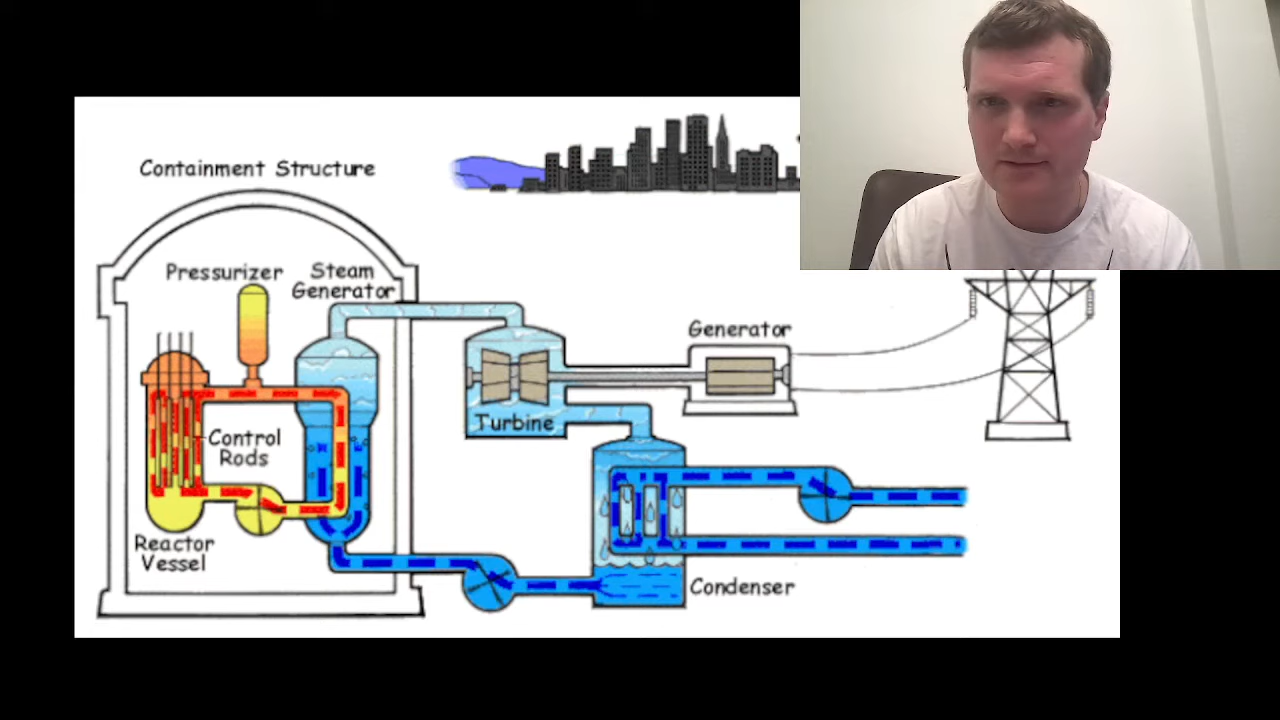 Containment Structure
Pressurizer
Steam
Generator
Generator
Turbine
Control
Rods
Reactor
Vessel
Condenser